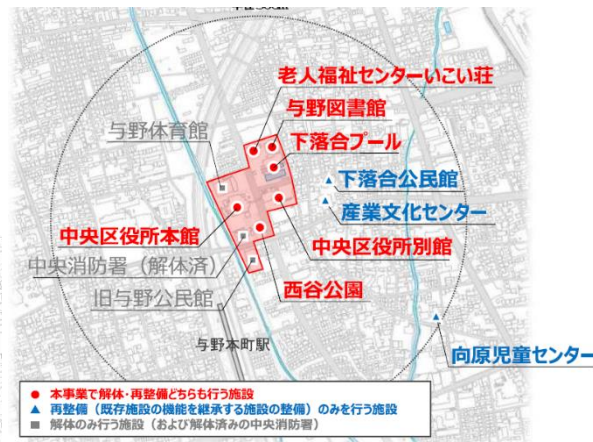 老人福祉センターいこい荘
与野図書館
与野体育館
下落合プール
下落合公民館
産業文化センター
中央区役所本館
中央区役所別館
中央消防署（解体済）
旧与野公民館
西谷公園
与野本町駅
向原児童センター
● 本事業で解体・再整備どちらも行う施設
▲ 再整備（既存施設の機能を継承する施設の整備）のみを行う施設
■ 解体のみ行う施設（および解体済みの中央消防署）